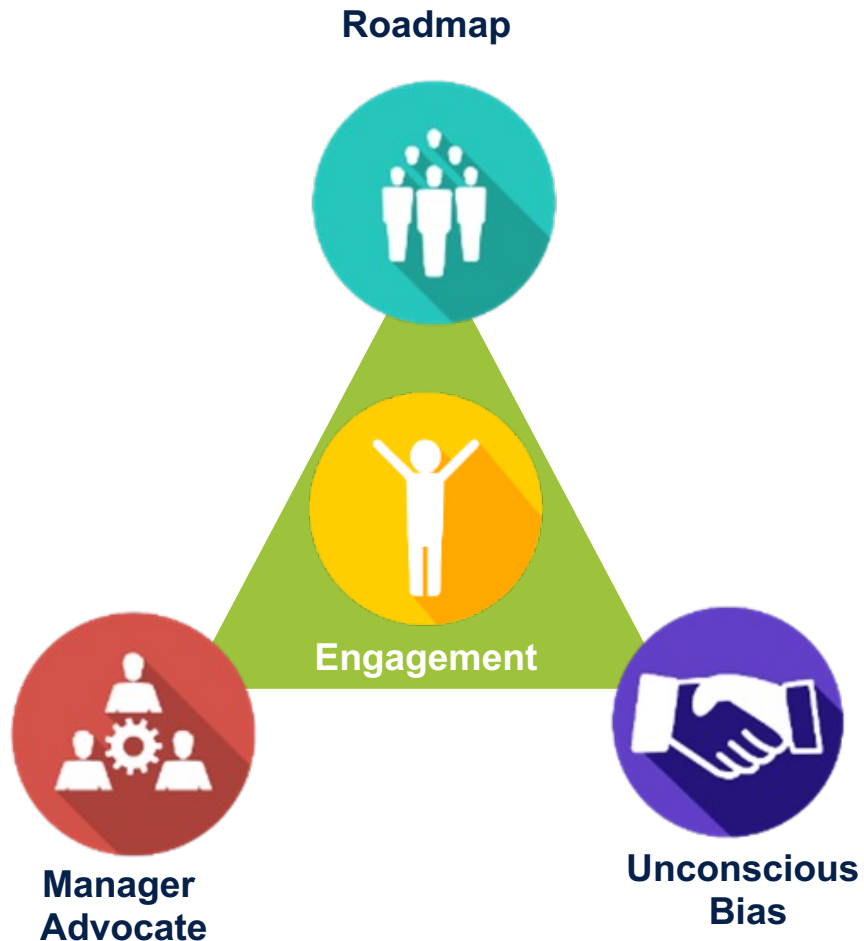 Roadmap
Engagement
Manager
Advocate
Unconscious
Bias